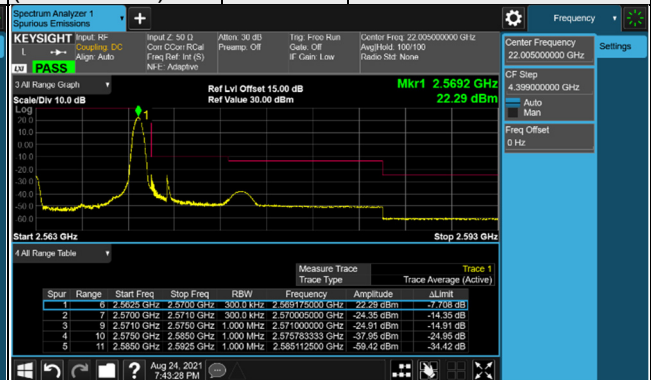 Spectrum Analyzer 1
Spurious Emissions
Frequency
KEYSIGHT
Input: RF
Coupling: DC
Align: Auto
Input Z: 50 Ω
Corr CCorr RCal
Freq Ref: Int (S)
NFE: Adaptive
Atten: 30 dB
Preamp: Off
Trig: Free Run
Gate: Off
IF Gain: Low
Center Freq: 22.005000000 GHz
Avg|Hold: 100/100
Radio Std: None
L
LXI
PASS
Center Frequency
22.005000000 GHz
Settings
CF Step
4.399000000 GHz
Auto
Man
Freq Offset
0 Hz
3 All Range Graph
Scale/Div 10.0 dB
Ref Lvl Offset 15.00 dB
Ref Value 30.00 dBm
Mkr1 2.5692 GHz
22.29 dBm
Log
1
20.0
10.0
0.00
-10.0
-20.0
-30.0
-40.0
-50.0
-60.0
Start 2.563 GHz
Stop 2.593 GHz
4 All Range Table
Measure Trace Trace 1
Trace Type Trace Average (Active)
Spur Range Start Freq Stop Freq RBW Frequency Amplitude ΔLimit
1 6 2.5625 GHz 2.5700 GHz 300.0 kHz 2.569175000 GHz 22.29 dBm -7.708 dB
2 7 2.5700 GHz 2.5710 GHz 300.0 kHz 2.570005000 GHz -24.35 dBm -14.35 dB
3 9 2.5710 GHz 2.5750 GHz 1.000 MHz 2.571000000 GHz -24.91 dBm -14.91 dB
4 10 2.5750 GHz 2.5850 GHz 1.000 MHz 2.575783333 GHz -37.95 dBm -24.95 dB
5 11 2.5850 GHz 2.5925 GHz 1.000 MHz 2.585112500 GHz -59.42 dBm -34.42 dB
Aug 24, 2021
7:43:28 PM